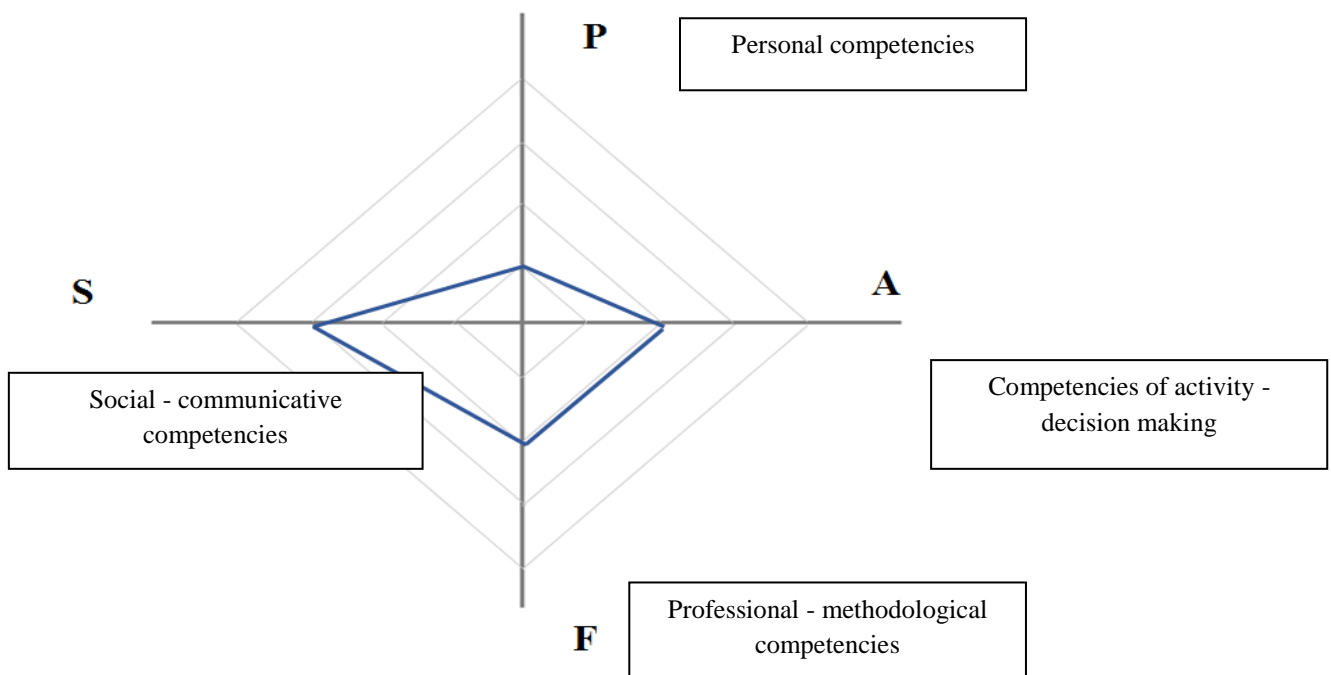 P
Personal competencies
S
A
Social - communicative
competencies
Competencies of activity -
decision making
F
Professional - methodological
competencies